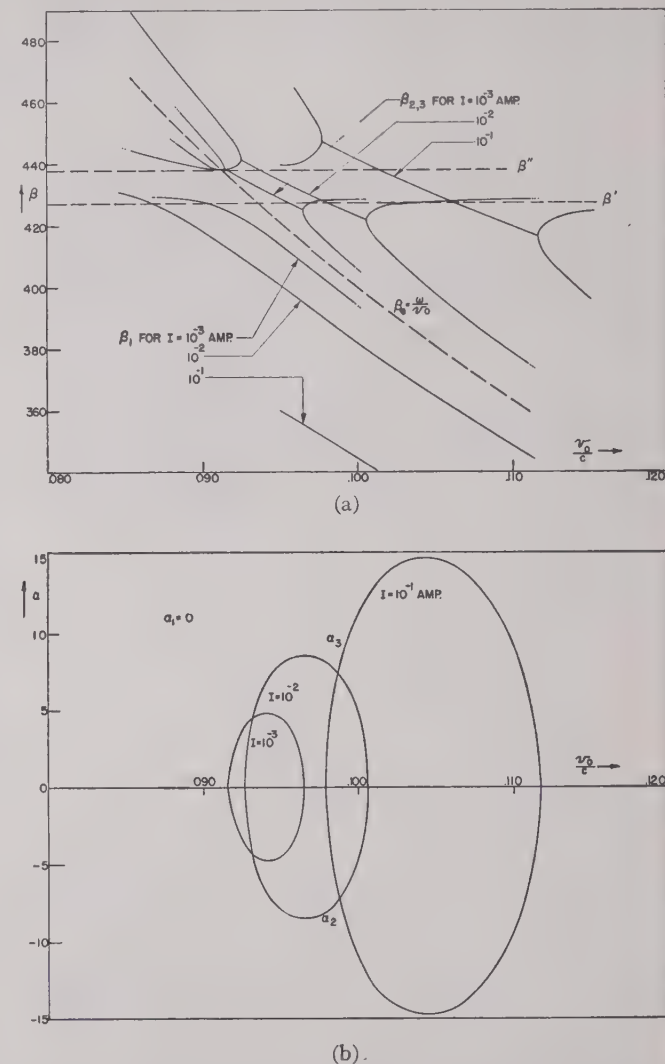 480
460
440
420
400
380
360
β
β₂,₃ FOR I=10⁻³ AMP.
10⁻²
10⁻¹
β''
β'
β₀=ω/v₀
β₁ FOR I=10⁻³ AMP.
10⁻²
10⁻¹
v₀/c
.080
.090
.100
.110
.120
(a)
15
10
5
0
-5
-10
-15
α
α₁=0
I=10⁻¹ AMP.
α₃
I=10⁻²
I=10⁻³
.090
.100
.110
.120
v₀/c
α₂
(b).